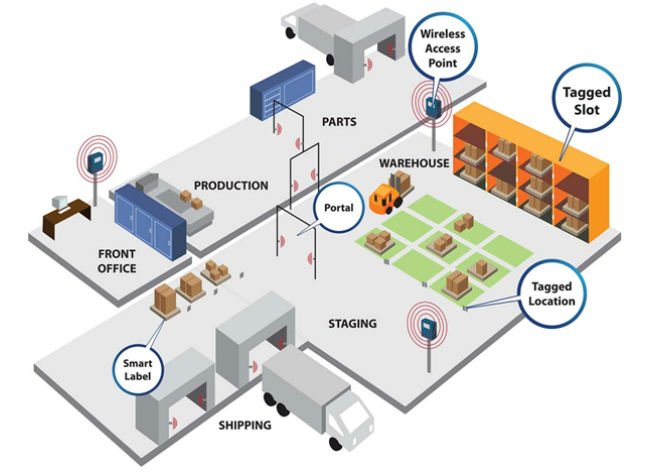 Wireless
Access
Point
Tagged
Slot
PARTS
WAREHOUSE
PRODUCTION
Portal
FRONT
OFFICE
Tagged
Location
STAGING
Smart
Label
SHIPPING